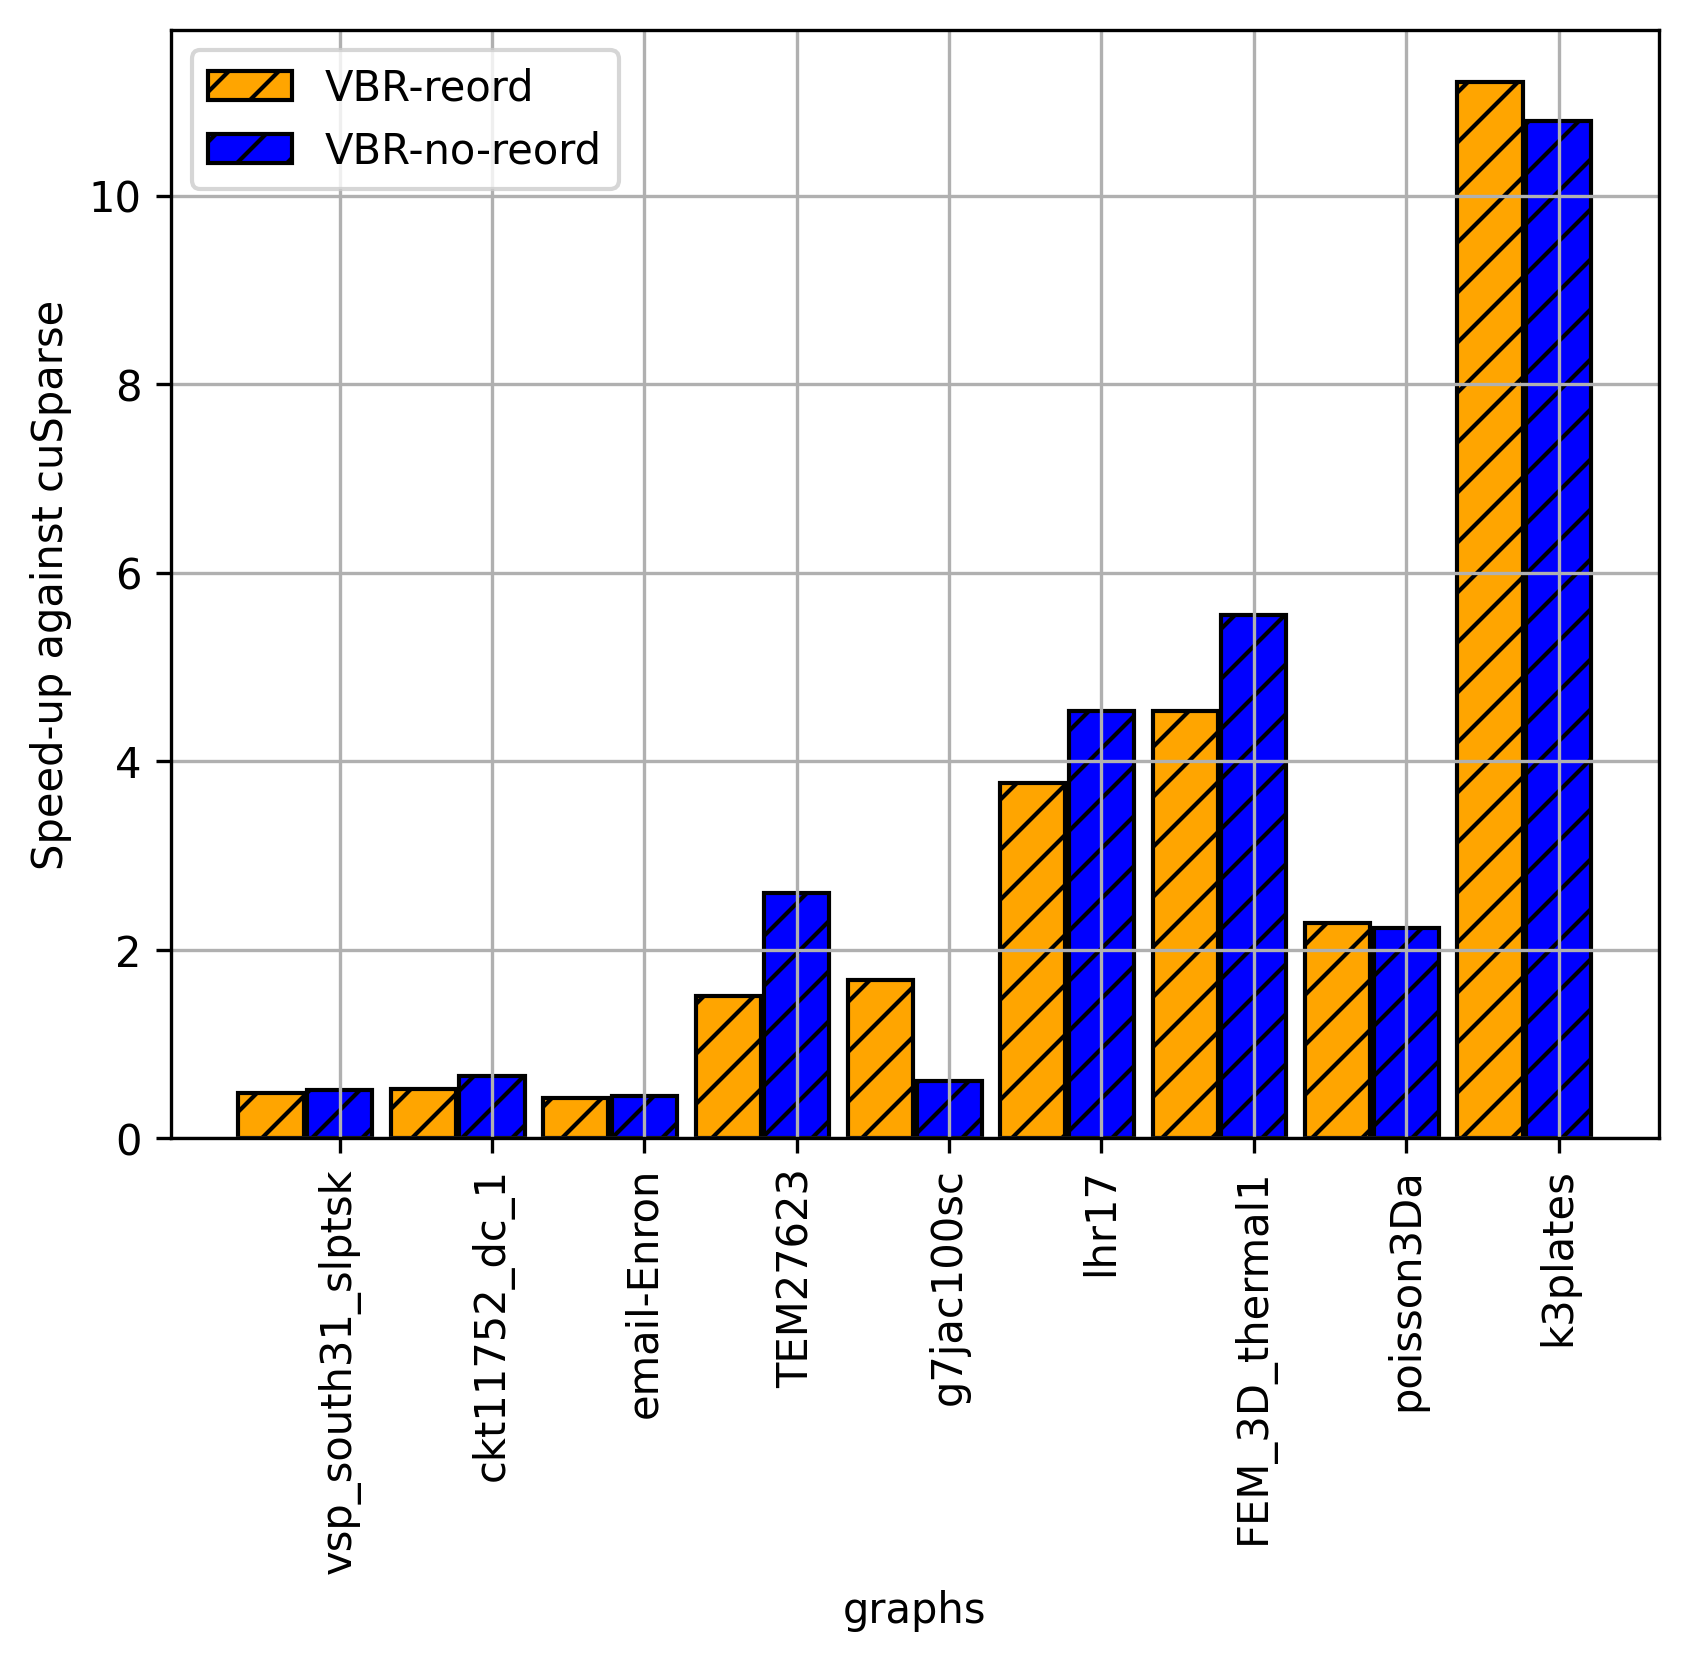 VBR-reord
VBR-no-reord
Speed-up against cuSparse
10
8
6
4
2
0
vsp_south31_slptsk
ckt11752_dc_1
email-Enron
TEM27623
g7jac100sc
lhr17
FEM_3D_thermal1
poisson3Da
k3plates
graphs